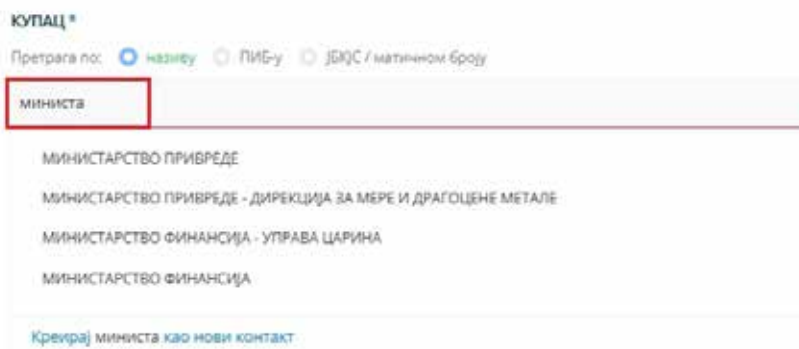 КУПАЦ *
Претрага по: називу ПИБ-у ЈБКЈС / матичном броју
министа
МИНИСТАРСТВО ПРИВРЕДЕ
МИНИСТАРСТВО ПРИВРЕДЕ - ДИРЕКЦИЈА ЗА МЕРЕ И ДРАГОЦЕНЕ МЕТАЛЕ
МИНИСТАРСТВО ФИНАНСИЈА - УПРАВА ЦАРИНА
МИНИСТАРСТВО ФИНАНСИЈА
Креирај министа као нови контакт